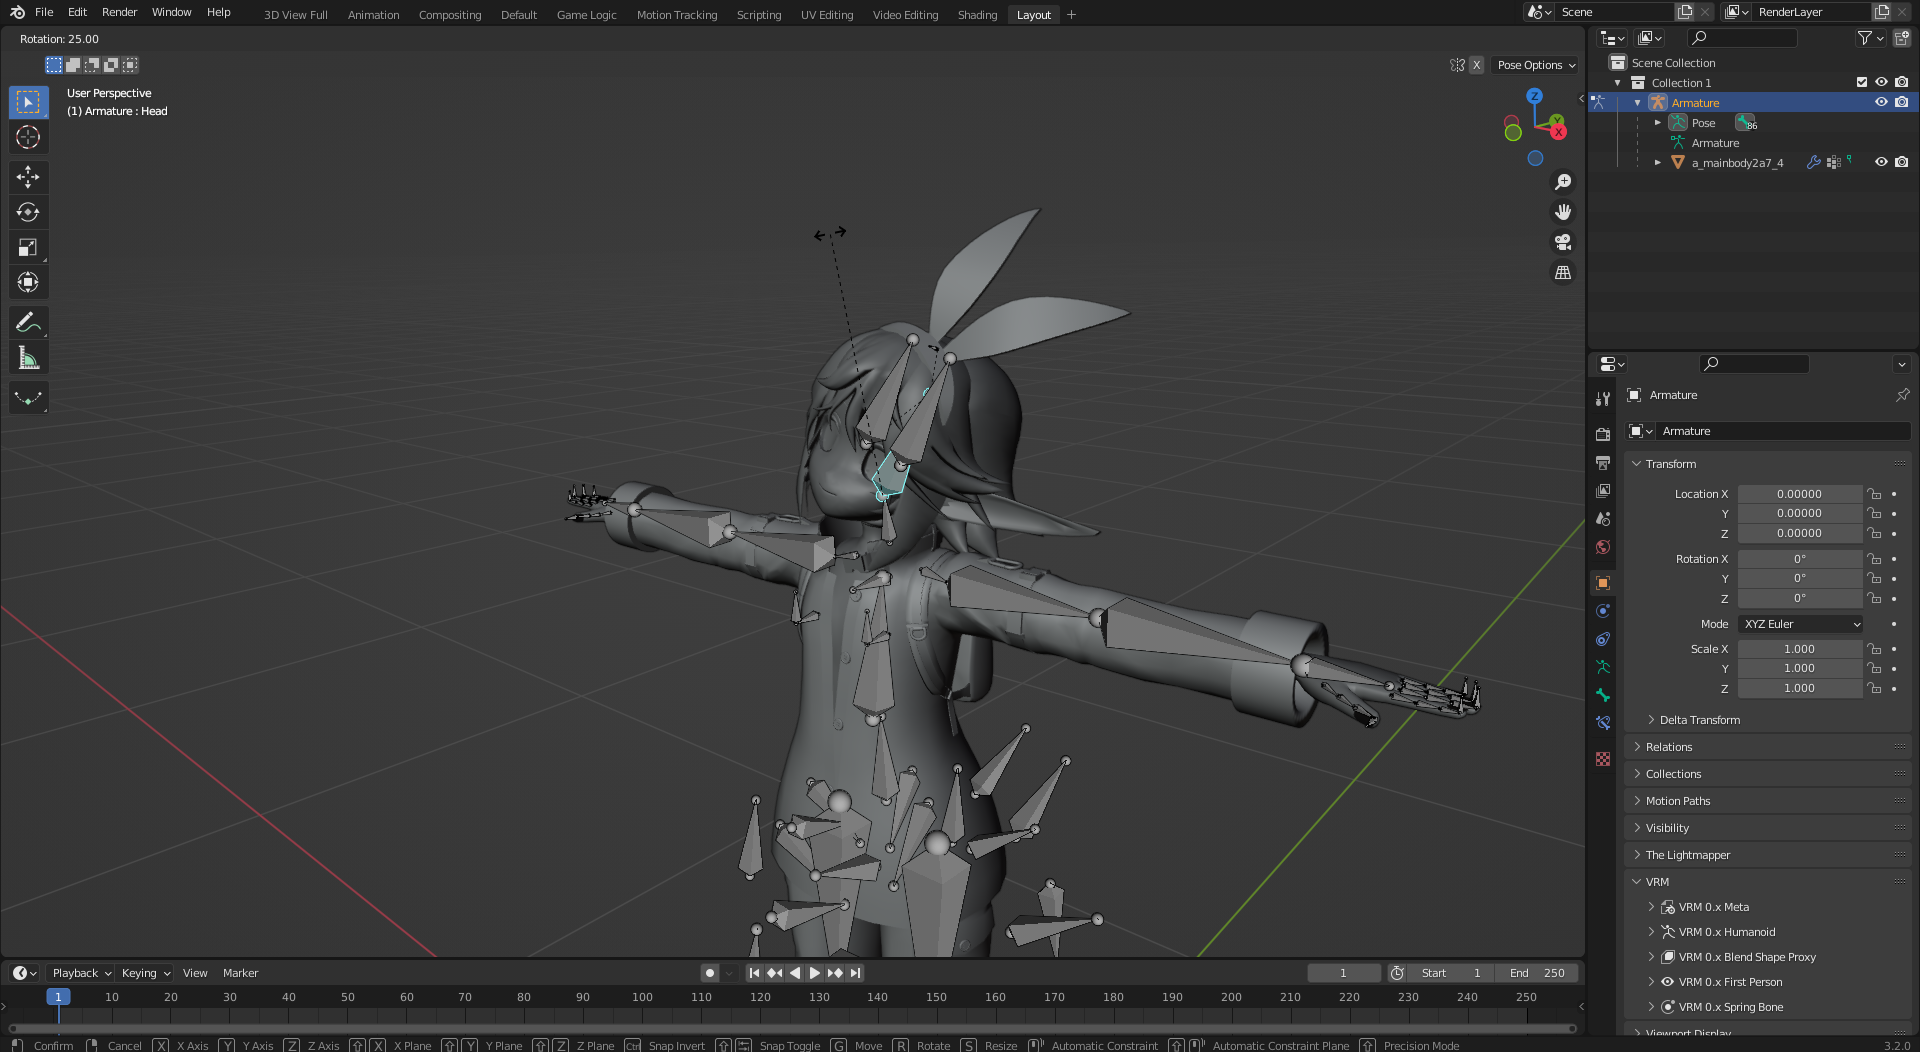 File Edit Render Window Help
3D View Full Animation Compositing Default Game Logic Motion Tracking Scripting UV Editing Video Editing Shading Layout
Scene
RenderLayer
Rotation: 25.00
X Pose Options
User Perspective
(1) Armature : Head
Z
Y
X
Scene Collection
Collection 1
Armature
Pose
86
Armature
a_mainbody2a7_4
Armature
Armature
Transform
Location X 0.00000
Y 0.00000
Z 0.00000
Rotation X 0°
Y 0°
Z 0°
Mode XYZ Euler
Scale X 1.000
Y 1.000
Z 1.000
Delta Transform
Relations
Collections
Motion Paths
Visibility
The Lightmapper
VRM
VRM 0.x Meta
VRM 0.x Humanoid
VRM 0.x Blend Shape Proxy
VRM 0.x First Person
VRM 0.x Spring Bone
Viewport Display
Playback Keying View Marker
1 Start 1 End 250
1 10 20 30 40 50 60 70 80 90 100 110 120 130 140 150 160 170 180 190 200 210 220 230 240 250
Confirm Cancel X X Axis Y Y Axis Z Z Axis X X Plane Y Y Plane Z Z Plane Ctrl Snap Invert Snap Toggle G Move R Rotate S Resize Automatic Constraint Automatic Constraint Plane Precision Mode
3.2.0